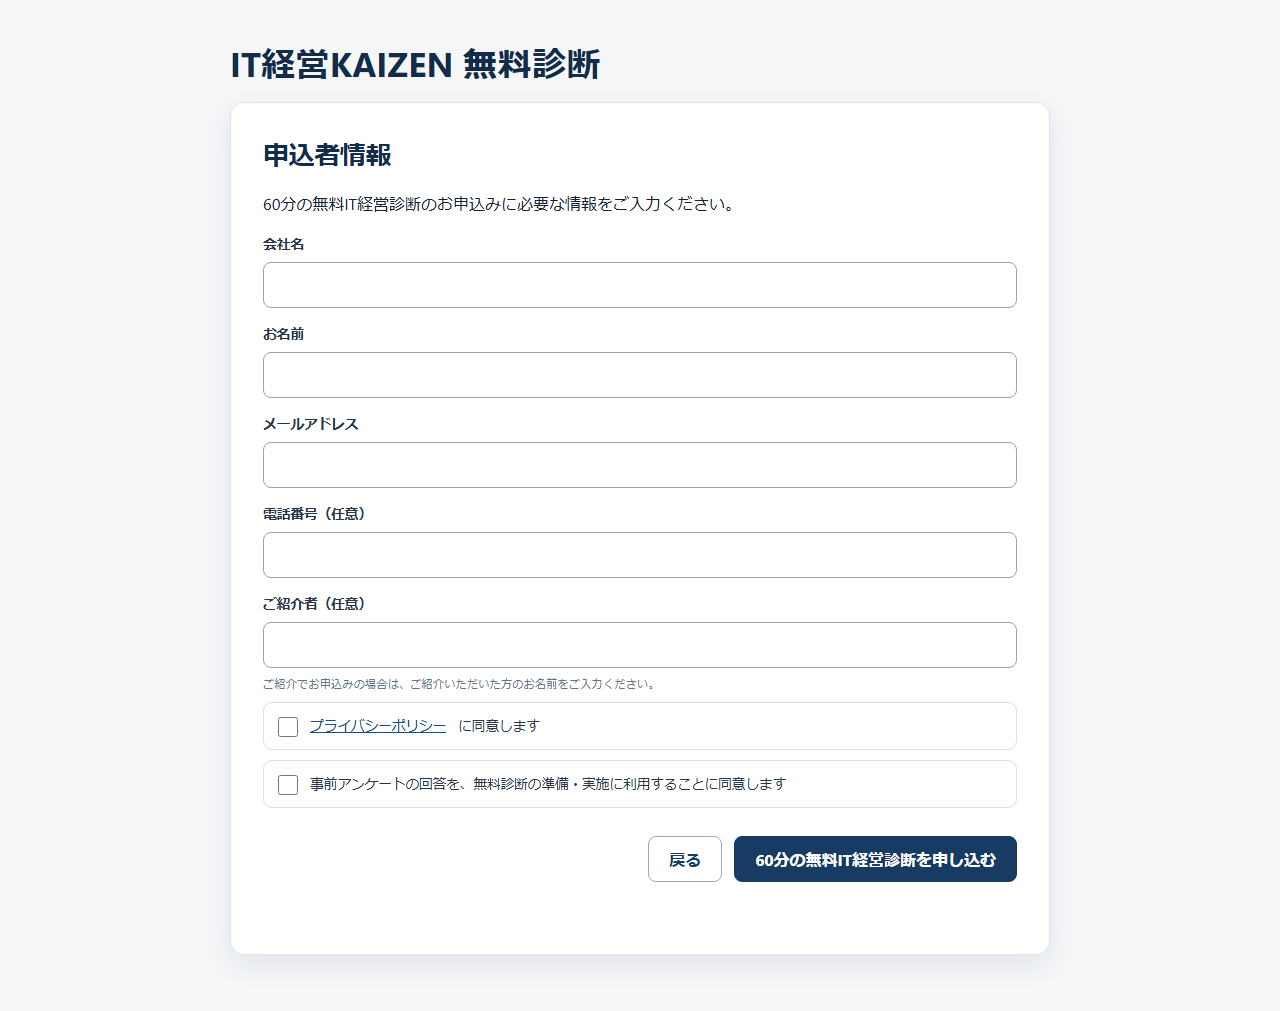 IT経営KAIZEN 無料診断
申込者情報
60分の無料IT経営診断のお申込みに必要な情報をご入力ください。
会社名
お名前
メールアドレス
電話番号（任意）
ご紹介者（任意）
ご紹介でお申込みの場合は、ご紹介いただいた方のお名前をご入力ください。
プライバシーポリシー に同意します
事前アンケートの回答を、無料診断の準備・実施に利用することに同意します
戻る
60分の無料IT経営診断を申し込む